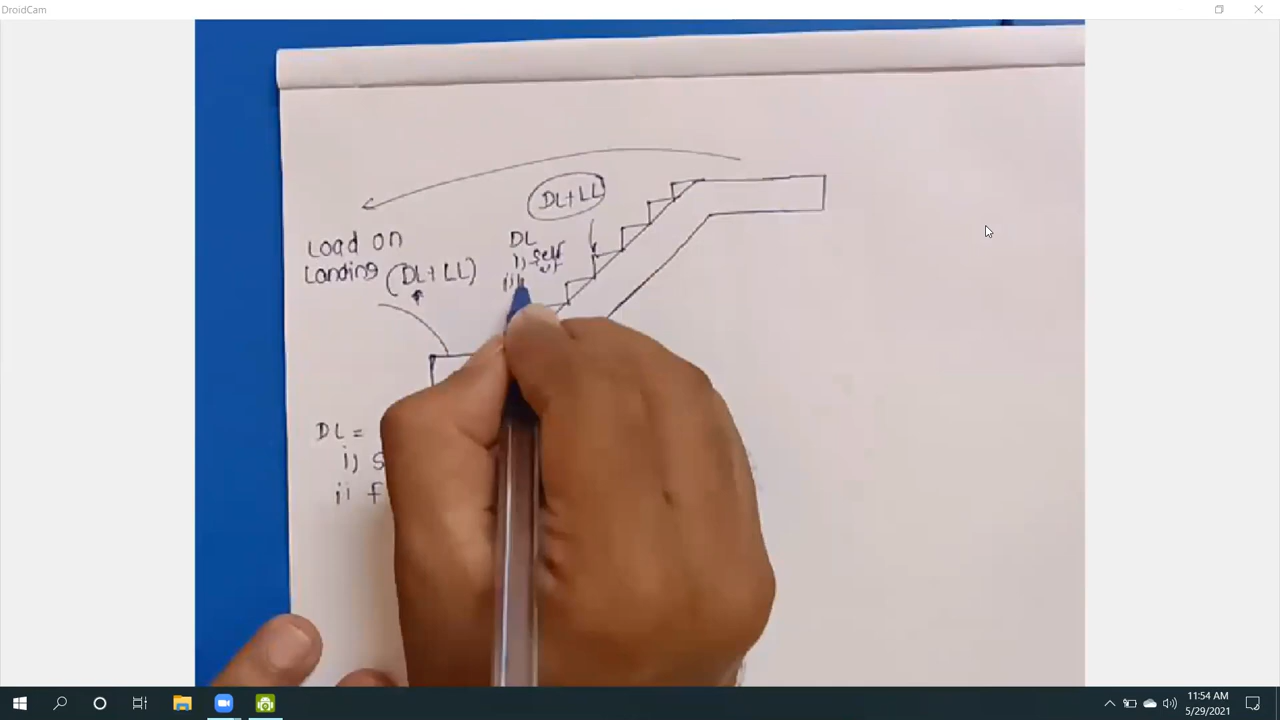 DroidCam
DL+LL
Load on
Landing (DL+LL)
DL
i) Self
wt
ii)
DL =
i) S
ii f
11:54 AM
5/29/2021